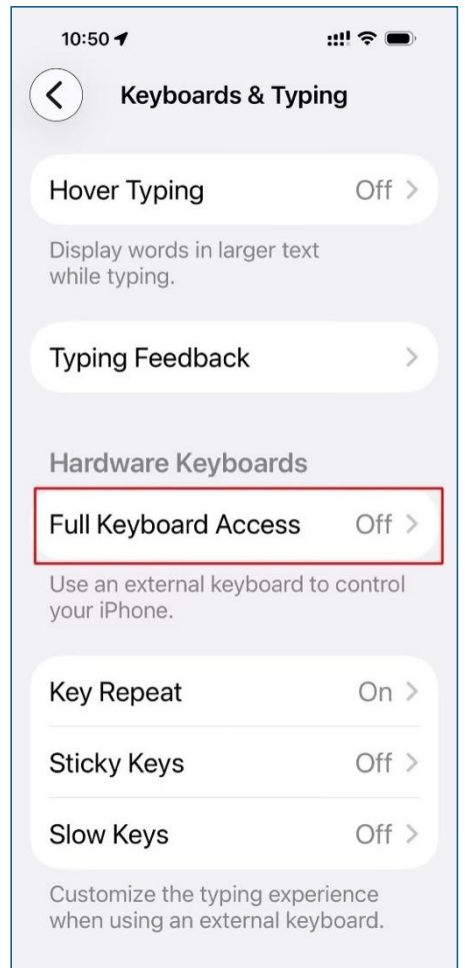 10:50
Keyboards & Typing
Hover Typing Off
Display words in larger text
while typing.
Typing Feedback
Hardware Keyboards
Full Keyboard Access Off
Use an external keyboard to control
your iPhone.
Key Repeat On
Sticky Keys Off
Slow Keys Off
Customize the typing experience
when using an external keyboard.